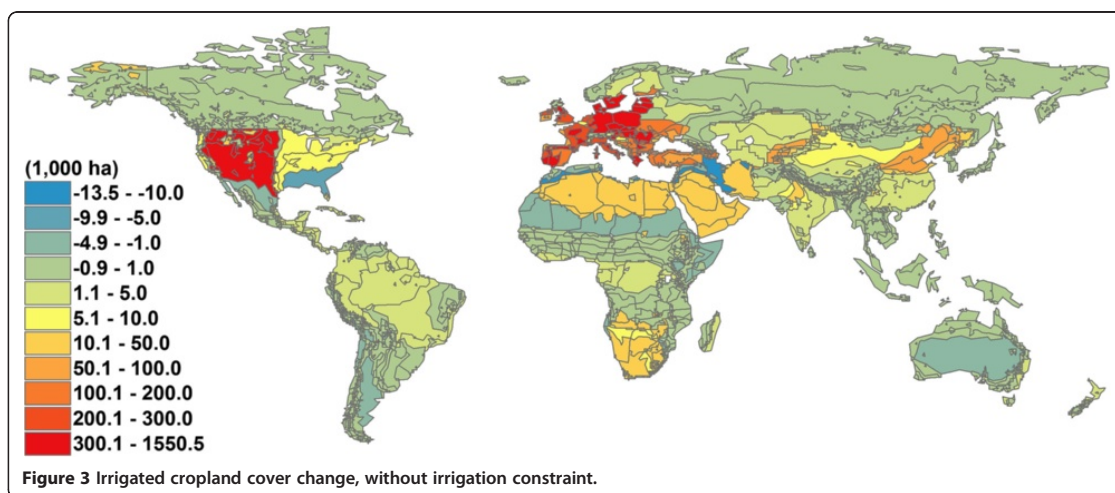 (1,000 ha)
-13.5 - -10.0
-9.9 - -5.0
-4.9 - -1.0
-0.9 - 1.0
1.1 - 5.0
5.1 - 10.0
10.1 - 50.0
50.1 - 100.0
100.1 - 200.0
200.1 - 300.0
300.1 - 1550.5
Figure 3 Irrigated cropland cover change, without irrigation constraint.